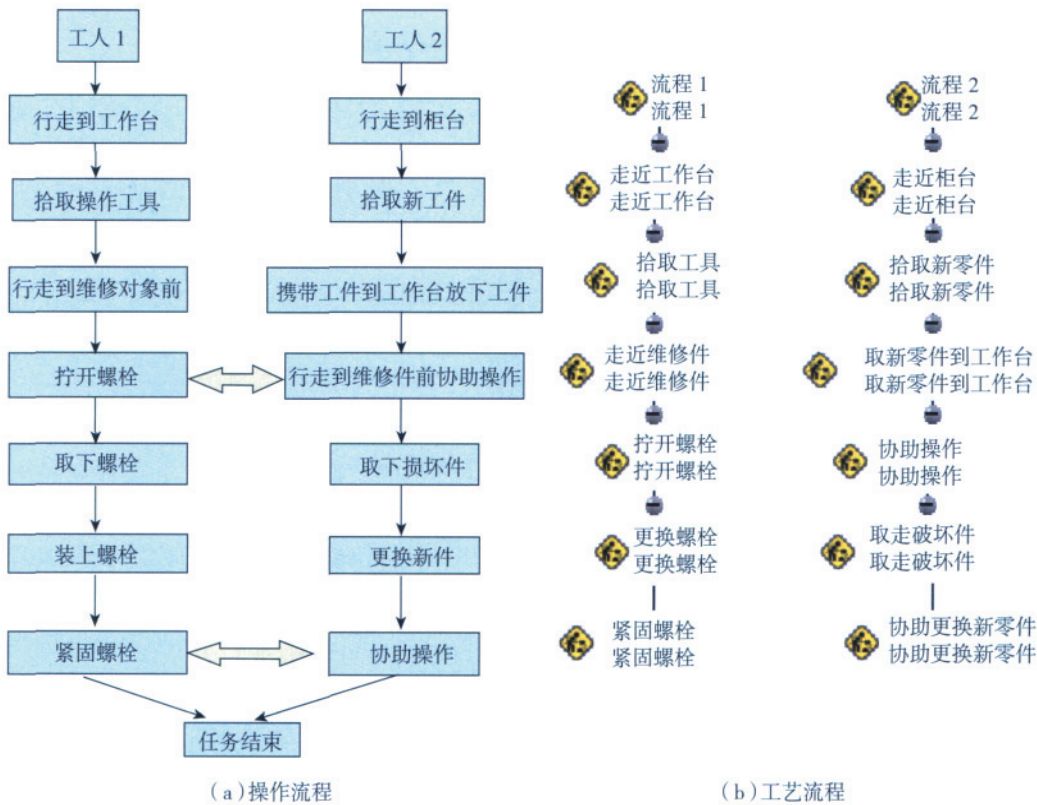 工人 1
行走到工作台
拾取操作工具
行走到维修对象前
拧开螺栓
取下螺栓
装上螺栓
紧固螺栓
工人 2
行走到柜台
拾取新工件
携带工件到工作台放下工件
行走到维修件前协助操作
取下损坏件
更换新件
协助操作
任务结束
(a)操作流程
流程 1
流程 1
走近工作台
走近工作台
拾取工具
拾取工具
走近维修件
走近维修件
拧开螺栓
拧开螺栓
更换螺栓
更换螺栓
紧固螺栓
紧固螺栓
流程 2
流程 2
走近柜台
走近柜台
拾取新零件
拾取新零件
取新零件到工作台
取新零件到工作台
协助操作
协助操作
取走破坏件
取走破坏件
协助更换新零件
协助更换新零件
(b)工艺流程